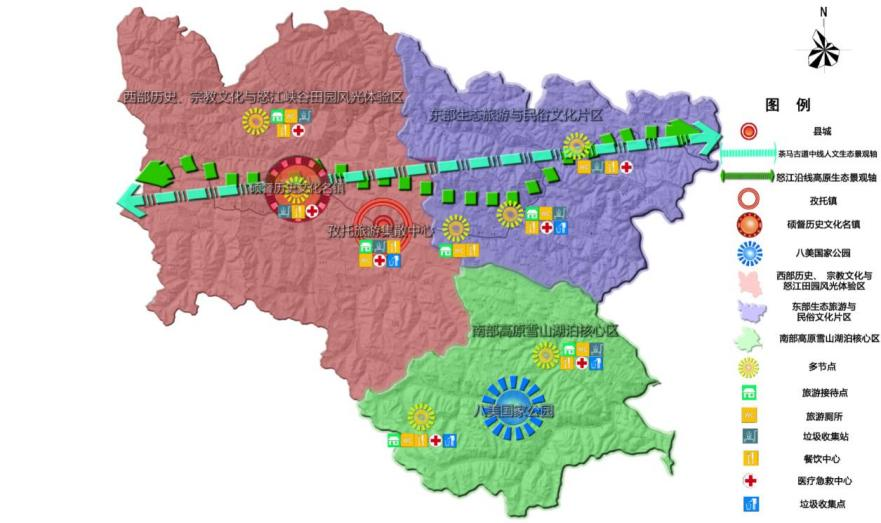 N
西部历史、宗教文化与怒江峡谷田园风光体验区
东部生态旅游与民俗文化片区
硕督历史文化名镇
孜托旅游集散中心
南部高原雪山湖泊核心区
八美国家公园
图 例
县城
茶马古道中线人文生态景观轴
怒江沿线高原生态景观轴
孜托镇
硕督历史文化名镇
八美国家公园
西部历史、宗教文化与
怒江田园风光体验区
东部生态旅游与
民俗文化片区
南部高原雪山湖泊核心区
多节点
旅游接待点
旅游厕所
垃圾收集站
餐饮中心
医疗急救中心
垃圾收集点